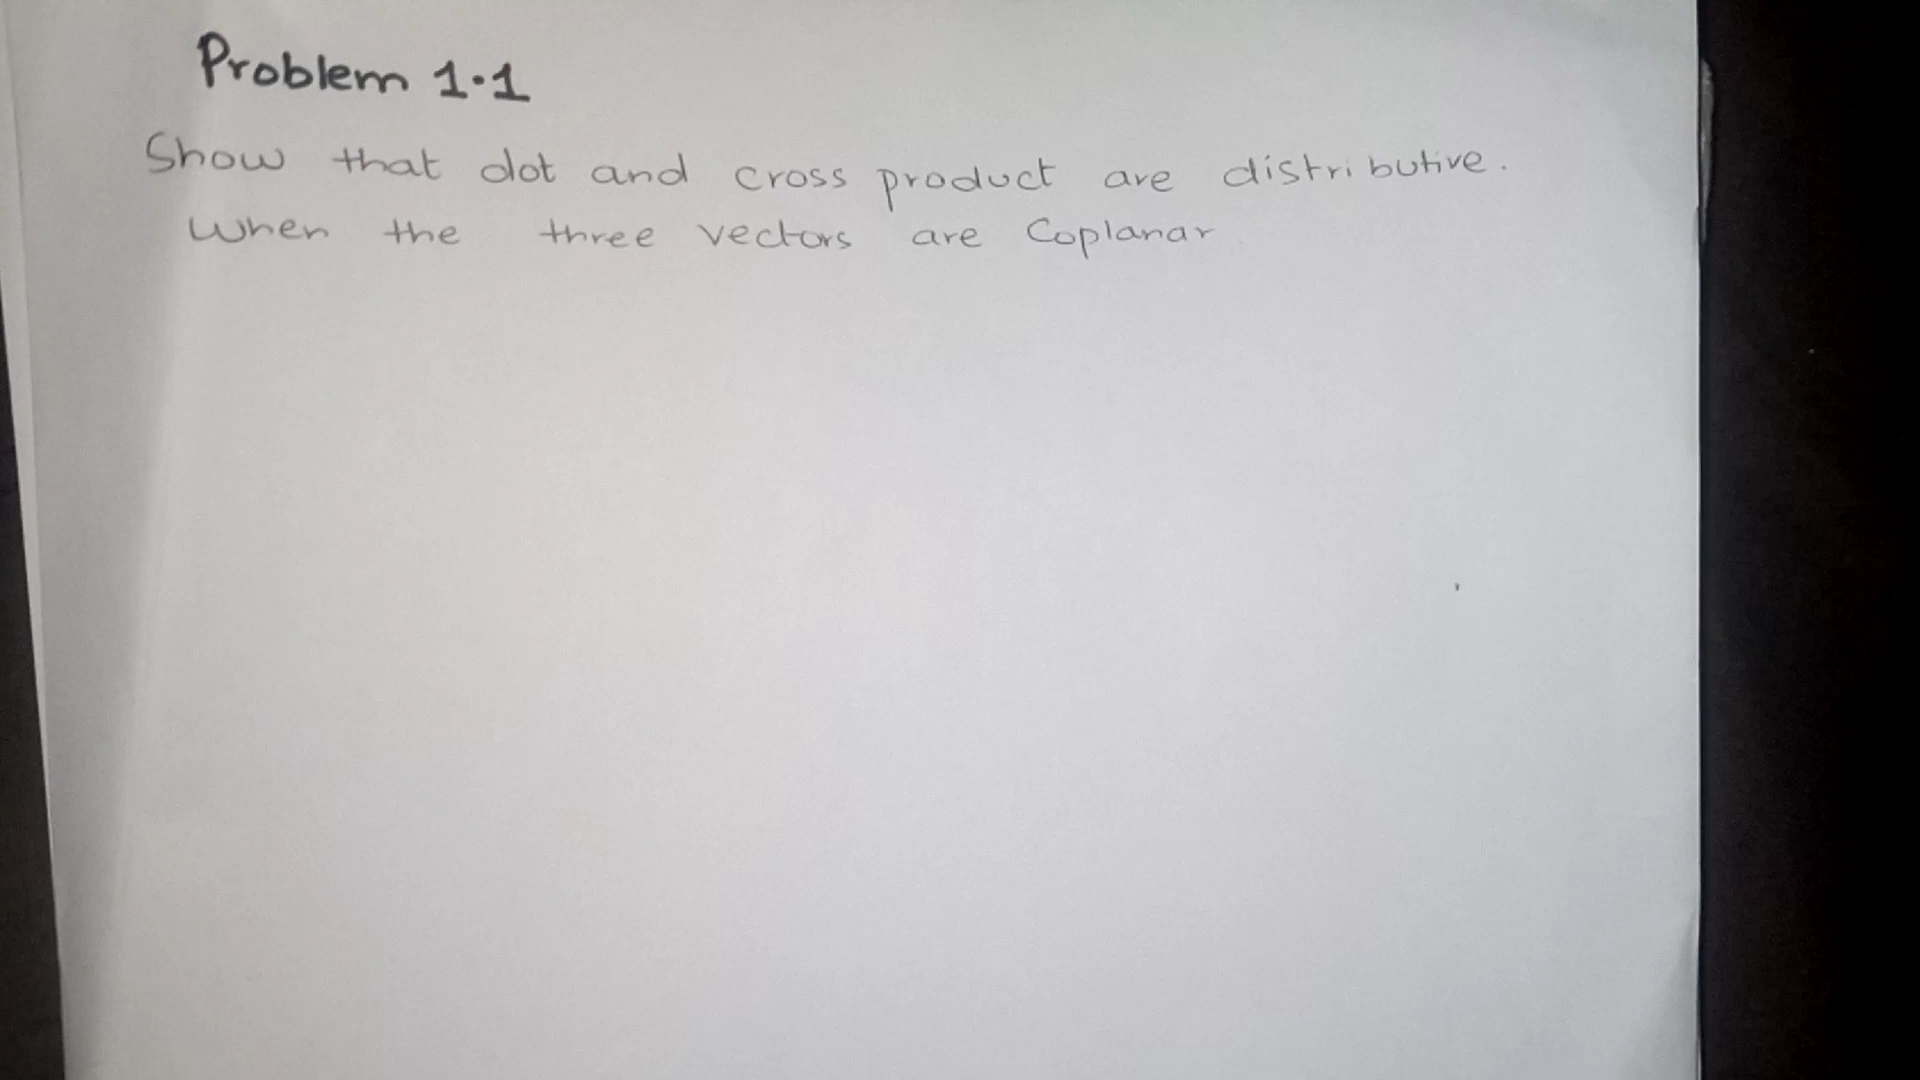 Problem 1.1
Show that dot and cross product are distributive.
When the three vectors are Coplanar